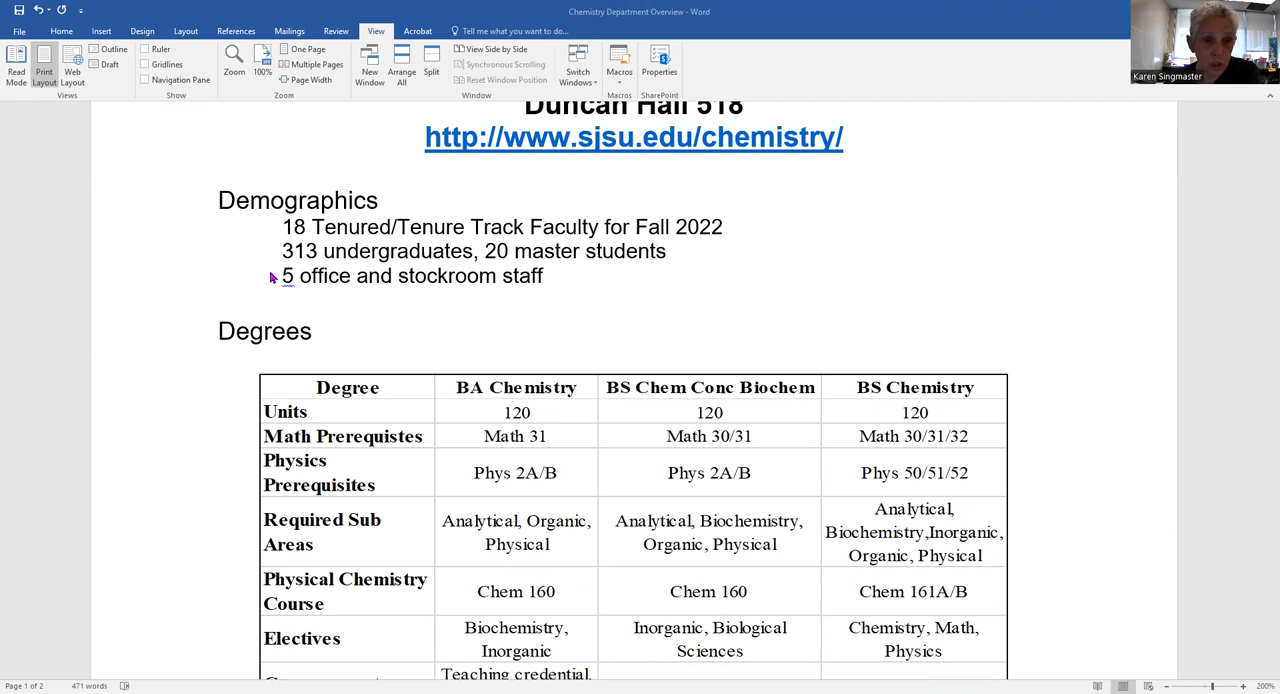 Chemistry Department Overview - Word
File Home Insert Design Layout References Mailings Review View Acrobat Tell me what you want to do...
Read Mode
Print Layout
Web Layout
Outline
Draft
Views
Ruler
Gridlines
Navigation Pane
Show
Zoom
100%
One Page
Multiple Pages
Page Width
Zoom
New Window
Arrange All
Split
View Side by Side
Synchronous Scrolling
Reset Window Position
Window
Switch Windows
Macros
Macros
Properties
SharePoint
Karen Singmaster
Duncan Hall 518
http://www.sjsu.edu/chemistry/
Demographics
18 Tenured/Tenure Track Faculty for Fall 2022
313 undergraduates, 20 master students
5 office and stockroom staff
Degrees
Degree BA Chemistry BS Chem Conc Biochem BS Chemistry
Units 120 120 120
Math Prerequistes Math 31 Math 30/31 Math 30/31/32
Physics Prerequisites Phys 2A/B Phys 2A/B Phys 50/51/52
Required Sub Areas Analytical, Organic, Physical Analytical, Biochemistry, Organic, Physical Analytical, Biochemistry,Inorganic, Organic, Physical
Physical Chemistry Course Chem 160 Chem 160 Chem 161A/B
Electives Biochemistry, Inorganic Inorganic, Biological Sciences Chemistry, Math, Physics
Teaching credential,
Page 1 of 2 471 words 200%